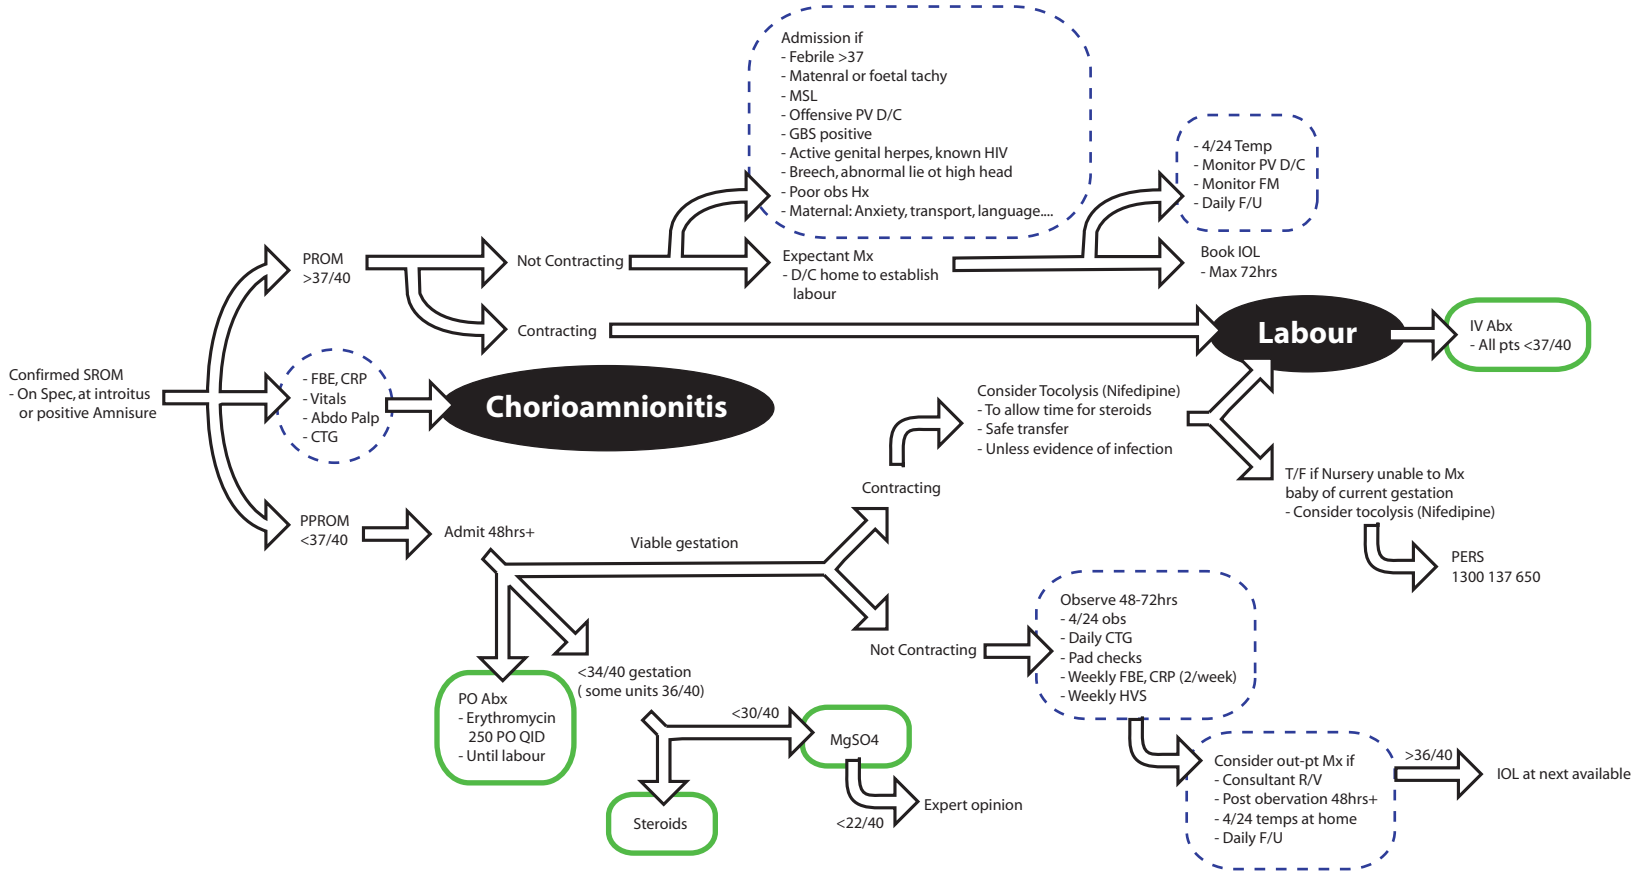 Confirmed SROM
- On Spec, at introitus
or positive Amnisure
PROM
>37/40
- FBE, CRP
- Vitals
- Abdo Palp
- CTG
Chorioamnionitis
PPROM
<37/40
Not Contracting
Contracting
Admission if
- Febrile >37
- Matenral or foetal tachy
- MSL
- Offensive PV D/C
- GBS positive
- Active genital herpes, known HIV
- Breech, abnormal lie ot high head
- Poor obs Hx
- Maternal: Anxiety, transport, language....
Expectant Mx
- D/C home to establish
labour
- 4/24 Temp
- Monitor PV D/C
- Monitor FM
- Daily F/U
Book IOL
- Max 72hrs
Labour
IV Abx
- All pts <37/40
Admit 48hrs+
Viable gestation
Contracting
Consider Tocolysis (Nifedipine)
- To allow time for steroids
- Safe transfer
- Unless evidence of infection
T/F if Nursery unable to Mx
baby of current gestation
- Consider tocolysis (Nifedipine)
PERS
1300 137 650
Not Contracting
Observe 48-72hrs
- 4/24 obs
- Daily CTG
- Pad checks
- Weekly FBE, CRP (2/week)
- Weekly HVS
Consider out-pt Mx if
- Consultant R/V
- Post obervation 48hrs+
- 4/24 temps at home
- Daily F/U
>36/40
IOL at next available
PO Abx
- Erythromycin
250 PO QID
- Until labour
<34/40 gestation
( some units 36/40)
<30/40
MgSO4
Steroids
<22/40
Expert opinion